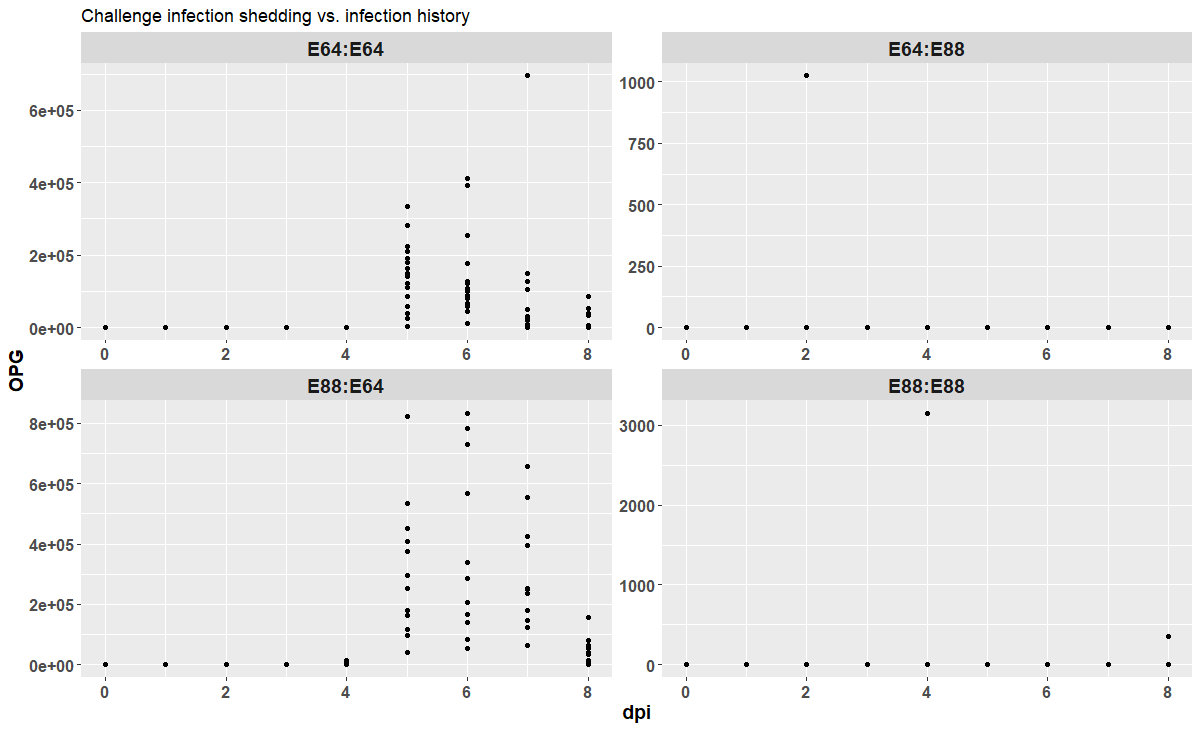 Challenge infection shedding vs. infection history
E64:E64
E64:E88
6e+05
4e+05
2e+05
0e+00
0 2 4 6 8
1000
750
500
250
0
0 2 4 6 8
OPG
E88:E64
E88:E88
8e+05
6e+05
4e+05
2e+05
0e+00
0 2 4 6 8
3000
2000
1000
0
0 2 4 6 8
dpi